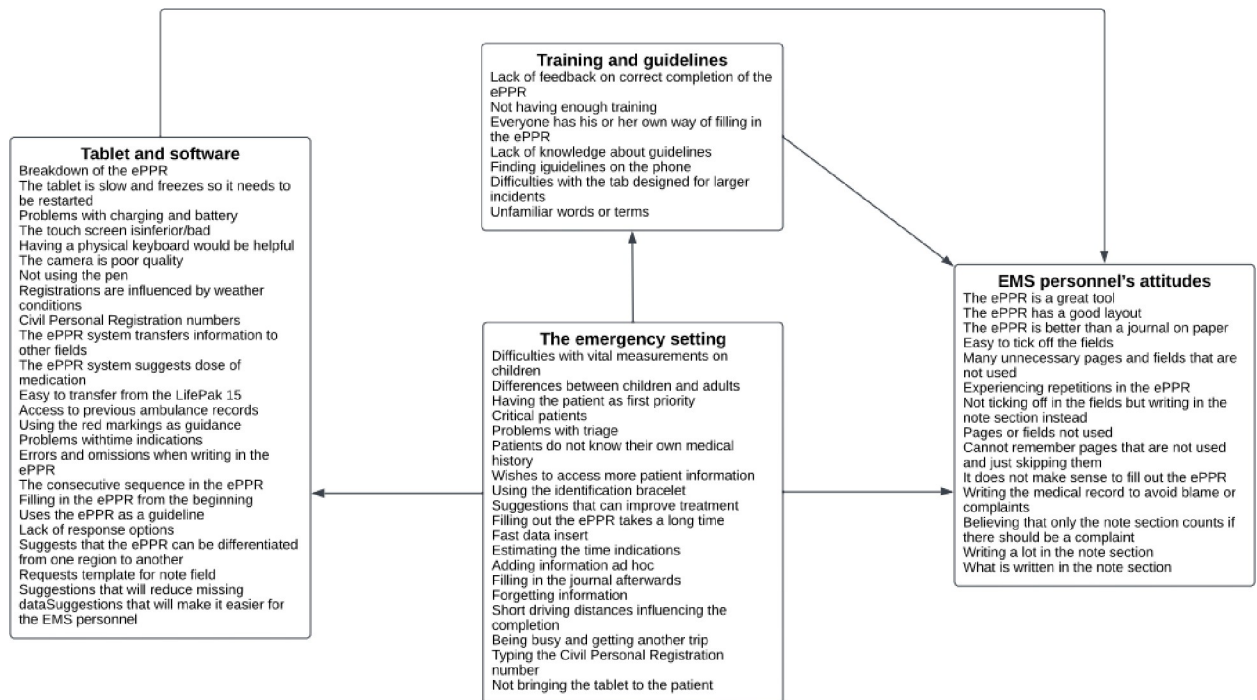 Training and guidelines
Lack of feedback on correct completion of the
ePPR
Not having enough training
Everyone has his or her own way of filling in
the ePPR
Lack of knowledge about guidelines
Finding iguidelines on the phone
Difficulties with the tab designed for larger
incidents
Unfamiliar words or terms
Tablet and software
Breakdown of the ePPR
The tablet is slow and freezes so it needs to
be restarted
Problems with charging and battery
The touch screen isinferior/bad
Having a physical keyboard would be helpful
The camera is poor quality
Not using the pen
Registrations are influenced by weather
conditions
Civil Personal Registration numbers
The ePPR system transfers information to
other fields
The ePPR system suggests dose of
medication
Easy to transfer from the LifePak 15
Access to previous ambulance records
Using the red markings as guidance
Problems withtime indications
Errors and omissions when writing in the
ePPR
The consecutive sequence in the ePPR
Filling in the ePPR from the beginning
Uses the ePPR as a guideline
Lack of response options
Suggests that the ePPR can be differentiated
from one region to another
Requests template for note field
Suggestions that will reduce missing
dataSuggestions that will make it easier for
the EMS personnel
The emergency setting
Difficulties with vital measurements on
children
Differences between children and adults
Having the patient as first priority
Critical patients
Problems with triage
Patients do not know their own medical
history
Wishes to access more patient information
Using the identification bracelet
Suggestions that can improve treatment
Filling out the ePPR takes a long time
Fast data insert
Estimating the time indications
Adding information ad hoc
Filling in the journal afterwards
Forgetting information
Short driving distances influencing the
completion
Being busy and getting another trip
Typing the Civil Personal Registration
number
Not bringing the tablet to the patient
EMS personnel's attitudes
The ePPR is a great tool
The ePPR has a good layout
The ePPR is better than a journal on paper
Easy to tick off the fields
Many unnecessary pages and fields that are
not used
Experiencing repetitions in the ePPR
Not ticking off in the fields but writing in the
note section instead
Pages or fields not used
Cannot remember pages that are not used
and just skipping them
It does not make sense to fill out the ePPR
Writing the medical record to avoid blame or
complaints
Believing that only the note section counts if
there should be a complaint
Writing a lot in the note section
What is written in the note section